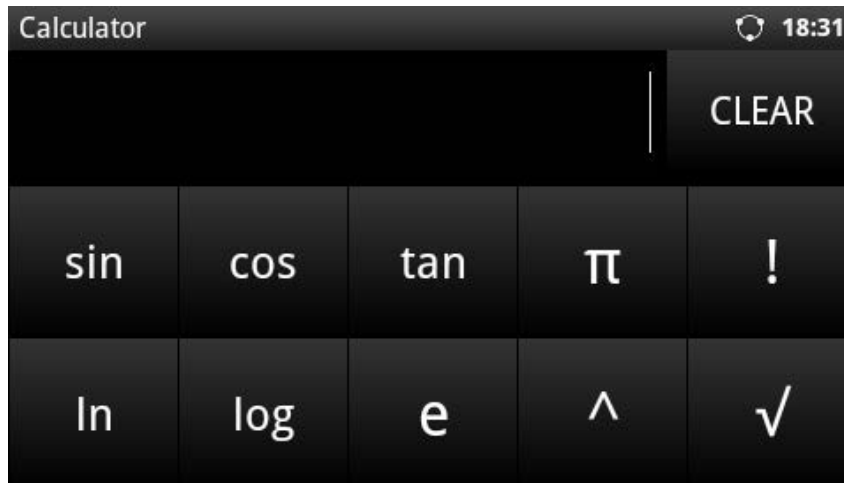 Calculator 18:31
CLEAR
sin cos tan π !
ln log e ^ √